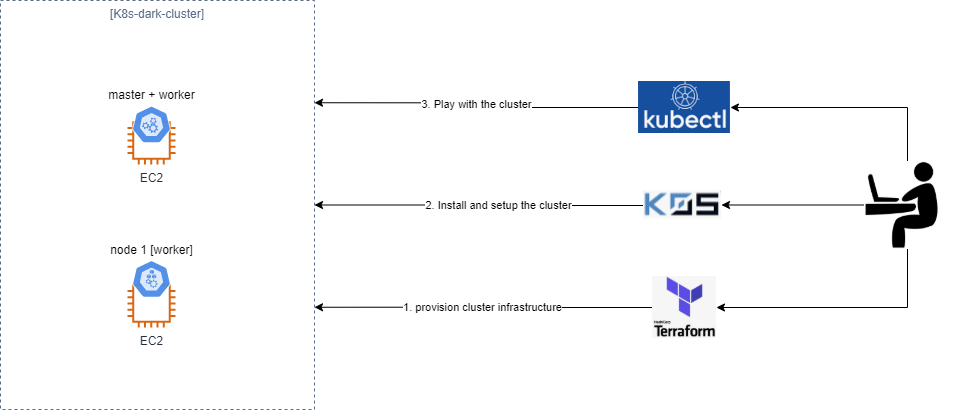 [K8s-dark-cluster]
master + worker
EC2
node 1 [worker]
EC2
3. Play with the cluster
kubectl
2. Install and setup the cluster
K0S
1. provision cluster infrastructure
HashiCorp
Terraform